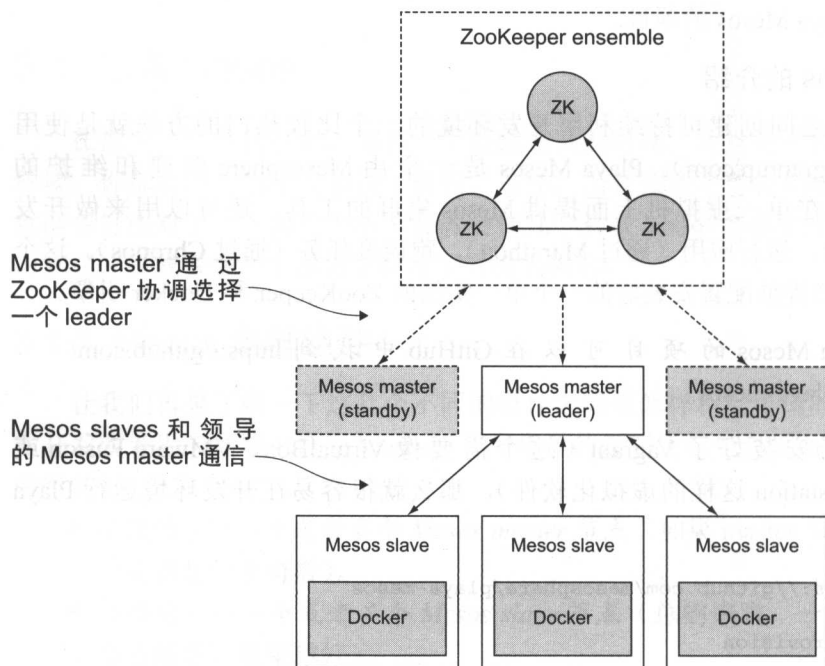 ZooKeeper ensemble
ZK
ZK
ZK
Mesos master 通过
ZooKeeper 协调选择
一个 leader
Mesos master
(standby)
Mesos master
(leader)
Mesos master
(standby)
Mesos slaves 和领导
的 Mesos master 通信
Mesos slave
Mesos slave
Mesos slave
Docker
Docker
Docker